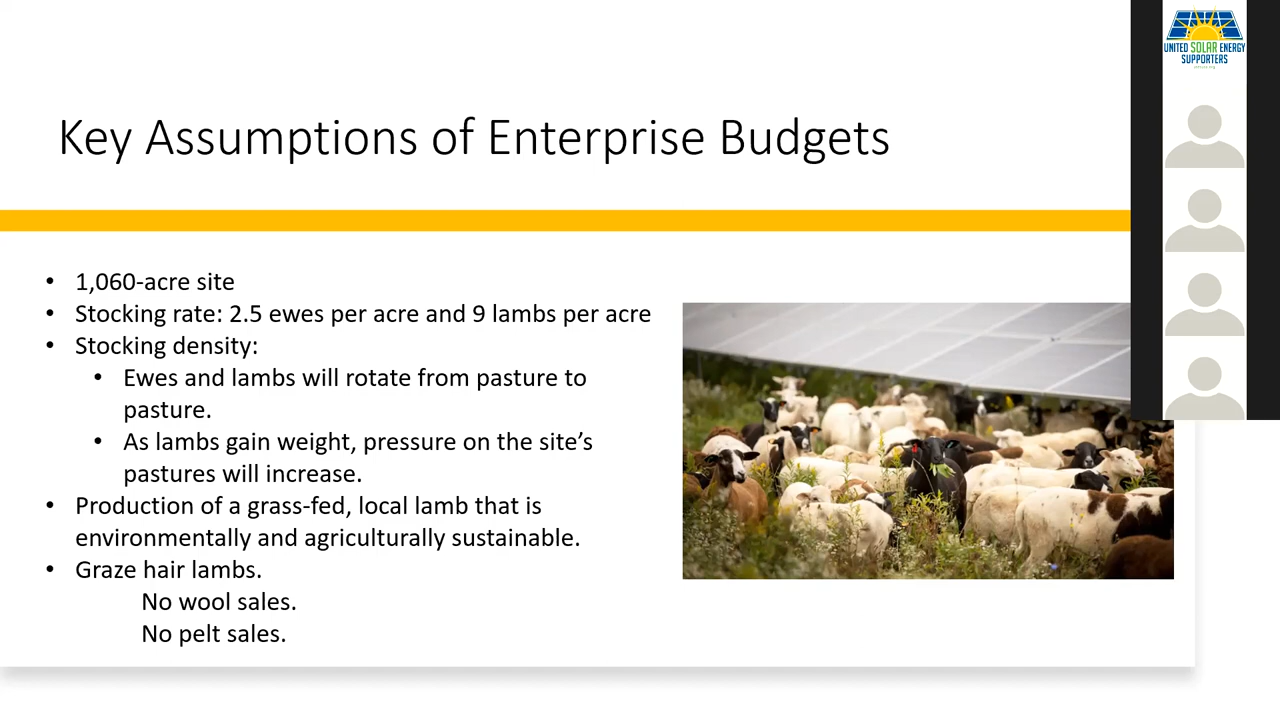 UNITED SOLAR ENERGY
SUPPORTERS
Key Assumptions of Enterprise Budgets
• 1,060-acre site
• Stocking rate: 2.5 ewes per acre and 9 lambs per acre
• Stocking density:
• Ewes and lambs will rotate from pasture to
pasture.
• As lambs gain weight, pressure on the site’s
pastures will increase.
• Production of a grass-fed, local lamb that is
environmentally and agriculturally sustainable.
• Graze hair lambs.
No wool sales.
No pelt sales.